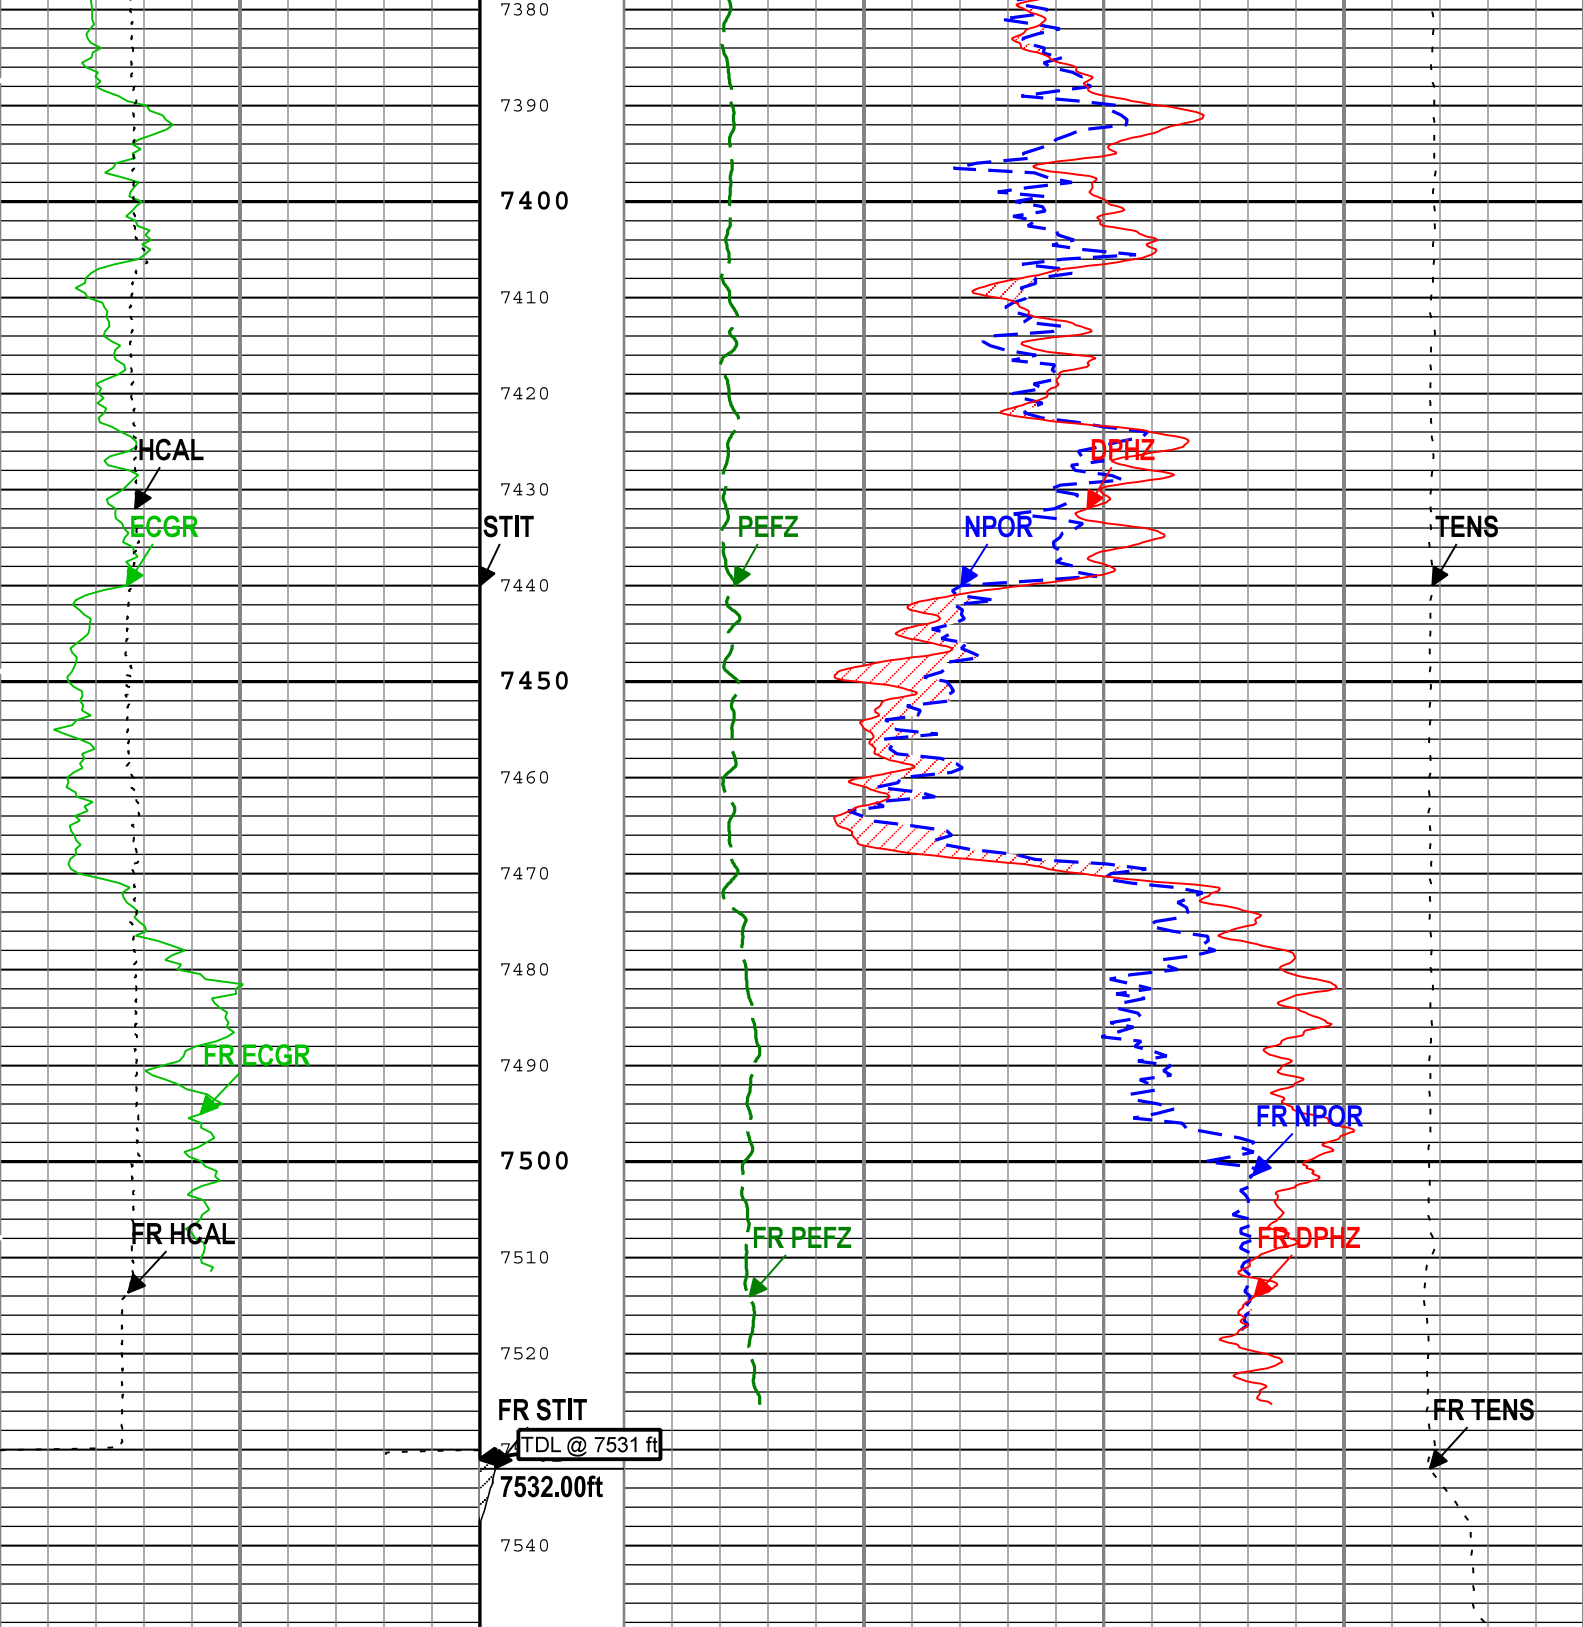 7380
7390
7400
7410
7420
HCAL
DPHZ
7430
ECGR
STIT
PEFZ
NPOR
TENS
7440
7450
7460
7470
7480
FR ECGR
7490
FR NPOR
7500
FR HCAL
FR PEFZ
FR DPHZ
7510
7520
FR STIT
FR TENS
TDL @ 7531 ft
7532.00ft
7540